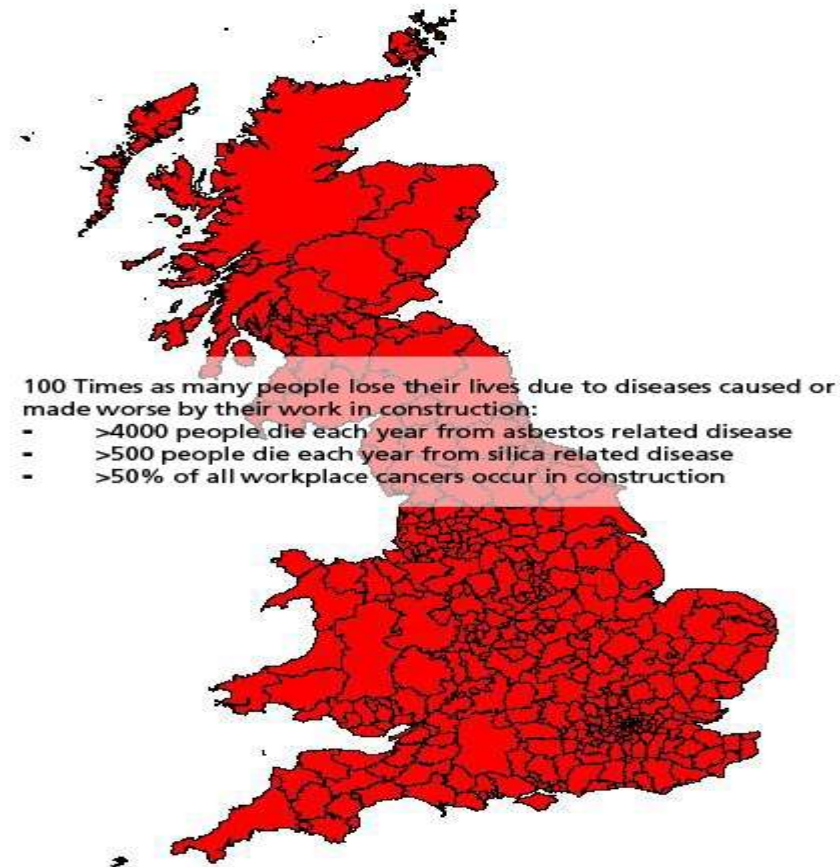 100 Times as many people lose their lives due to diseases caused or
made worse by their work in construction:
- >4000 people die each year from asbestos related disease
- >500 people die each year from silica related disease
- >50% of all workplace cancers occur in construction